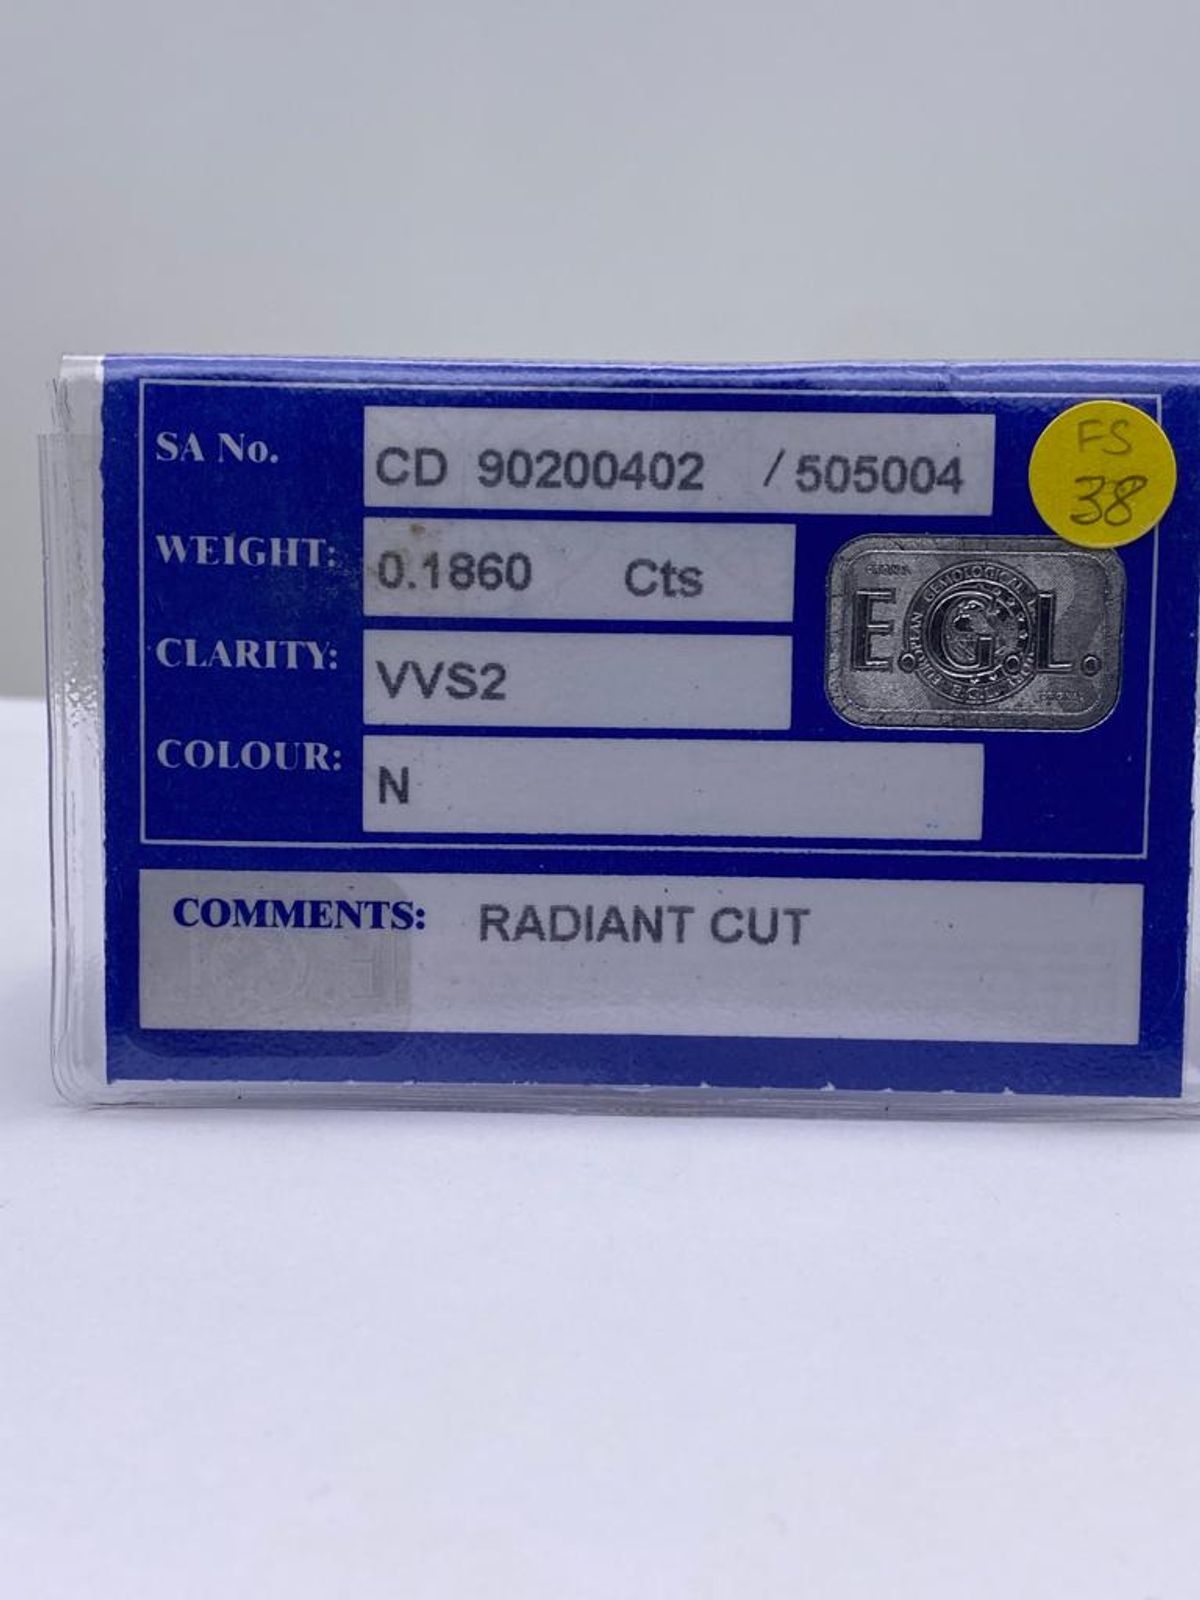 SA No. CD 90200402 / 505004
FS
38
WEIGHT: 0.1860 Cts
E.G.L.
CLARITY: VVS2
COLOUR: N
COMMENTS: RADIANT CUT